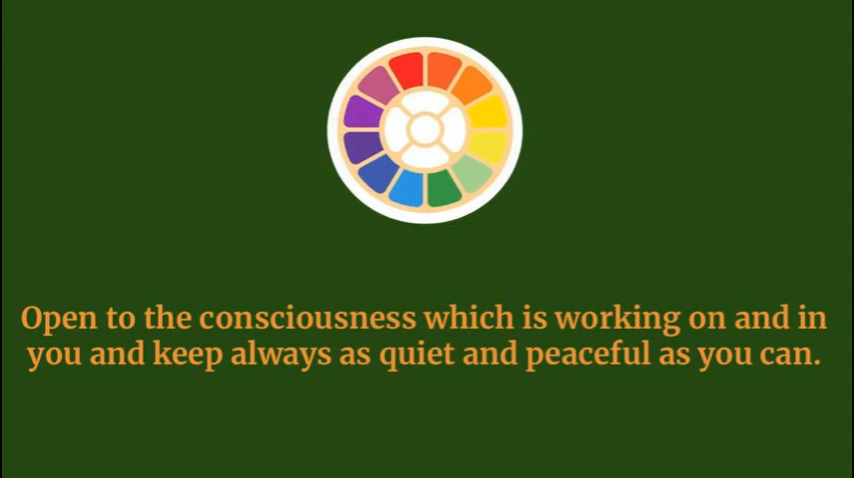 Open to the consciousness which is working on and in
you and keep always as quiet and peaceful as you can.